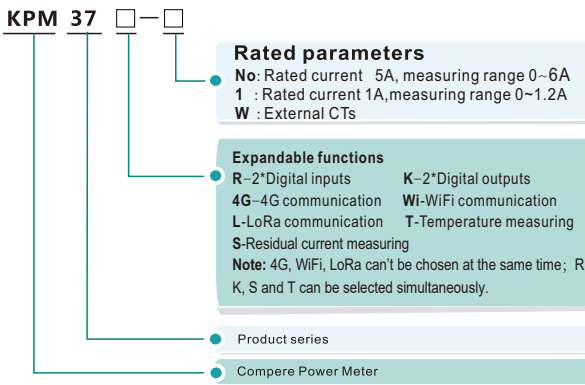 KPM 37 □–□
Rated parameters
No: Rated current 5A, measuring range 0~6A
1 : Rated current 1A,measuring range 0~1.2A
W : External CTs
Expandable functions
R–2*Digital inputs K–2*Digital outputs
4G–4G communication Wi-WiFi communication
L-LoRa communication T-Temperature measuring
S-Residual current measuring
Note: 4G, WiFi, LoRa can't be chosen at the same time; R
K, S and T can be selected simultaneously.
Product series
Compere Power Meter